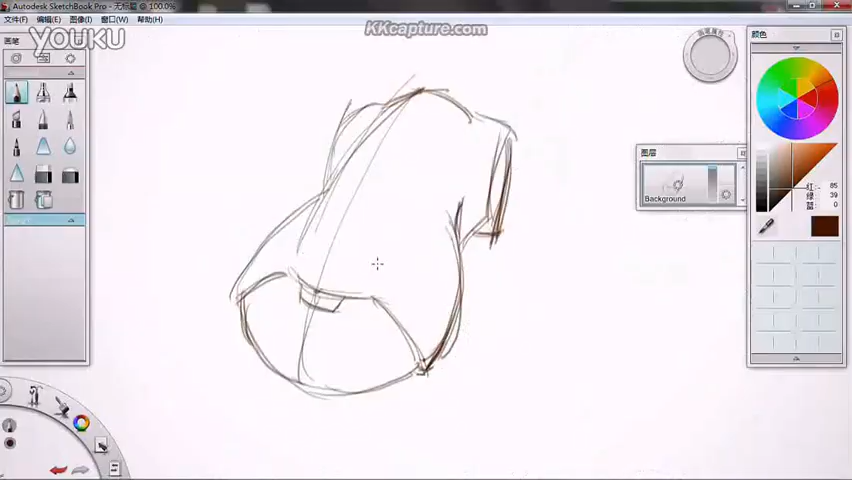 Autodesk SketchBook Pro - 无标题 @ 100.0%
文件(F) 编辑(E) 图像(I) 窗口(W) 帮助(H)
KKcapture.com
YOUKU
画笔
颜色
图层
Background
红: 85
绿: 39
蓝: 0